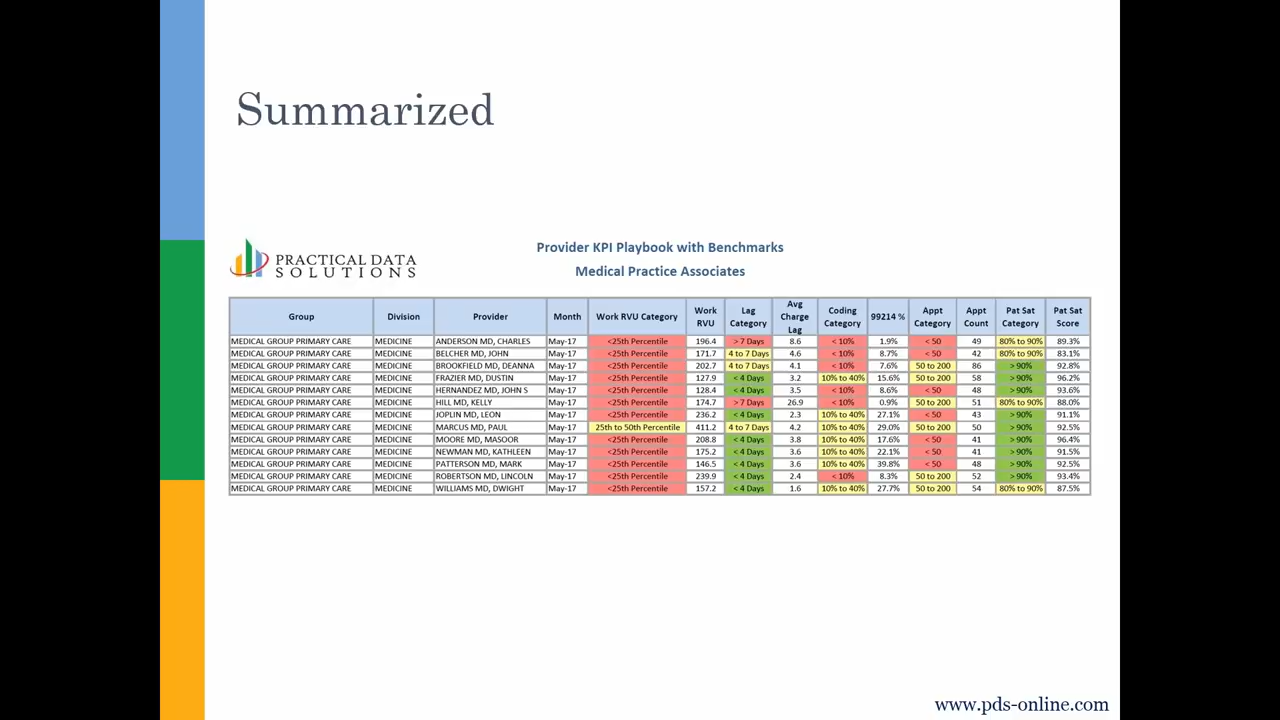 Summarized
PRACTICAL DATA
SOLUTIONS
Provider KPI Playbook with Benchmarks
Medical Practice Associates
Group Division Provider Month Work RVU Category Work RVU Lag Category Avg Charge Lag Coding Category 99214 % Appt Category Appt Count Pat Sat Category Pat Sat Score
MEDICAL GROUP PRIMARY CARE MEDICINE ANDERSON MD, CHARLES May-17 <25th Percentile 196.4 > 7 Days 8.6 < 10% 1.9% < 50 49 80% to 90% 89.3%
MEDICAL GROUP PRIMARY CARE MEDICINE BELCHER MD, JOHN May-17 <25th Percentile 171.7 4 to 7 Days 4.6 < 10% 8.7% < 50 42 80% to 90% 83.1%
MEDICAL GROUP PRIMARY CARE MEDICINE BROOKFIELD MD, DEANNA May-17 <25th Percentile 202.7 4 to 7 Days 4.1 < 10% 7.6% 50 to 200 86 > 90% 92.8%
MEDICAL GROUP PRIMARY CARE MEDICINE FRAZIER MD, DUSTIN May-17 <25th Percentile 127.9 < 4 Days 3.2 10% to 40% 15.6% 50 to 200 58 > 90% 96.2%
MEDICAL GROUP PRIMARY CARE MEDICINE HERNANDEZ MD, JOHN S May-17 <25th Percentile 128.4 < 4 Days 3.5 < 10% 8.6% < 50 48 > 90% 93.6%
MEDICAL GROUP PRIMARY CARE MEDICINE HILL MD, KELLY May-17 <25th Percentile 174.7 > 7 Days 26.9 < 10% 0.9% 50 to 200 51 80% to 90% 88.0%
MEDICAL GROUP PRIMARY CARE MEDICINE JOPLIN MD, LEON May-17 <25th Percentile 236.2 < 4 Days 2.3 10% to 40% 27.1% < 50 43 > 90% 91.1%
MEDICAL GROUP PRIMARY CARE MEDICINE MARCUS MD, PAUL May-17 25th to 50th Percentile 411.2 4 to 7 Days 4.2 10% to 40% 29.0% 50 to 200 50 > 90% 92.5%
MEDICAL GROUP PRIMARY CARE MEDICINE MOORE MD, MASOOR May-17 <25th Percentile 208.8 < 4 Days 3.8 10% to 40% 17.6% < 50 41 > 90% 96.4%
MEDICAL GROUP PRIMARY CARE MEDICINE NEWMAN MD, KATHLEEN May-17 <25th Percentile 175.2 < 4 Days 3.6 10% to 40% 22.1% < 50 41 > 90% 91.5%
MEDICAL GROUP PRIMARY CARE MEDICINE PATTERSON MD, MARK May-17 <25th Percentile 146.5 < 4 Days 3.6 10% to 40% 39.8% < 50 48 > 90% 92.5%
MEDICAL GROUP PRIMARY CARE MEDICINE ROBERTSON MD, LINCOLN May-17 <25th Percentile 239.9 < 4 Days 2.4 < 10% 8.3% 50 to 200 52 > 90% 93.4%
MEDICAL GROUP PRIMARY CARE MEDICINE WILLIAMS MD, DWIGHT May-17 <25th Percentile 157.2 < 4 Days 1.6 10% to 40% 27.7% 50 to 200 54 80% to 90% 87.5%
www.pds-online.com